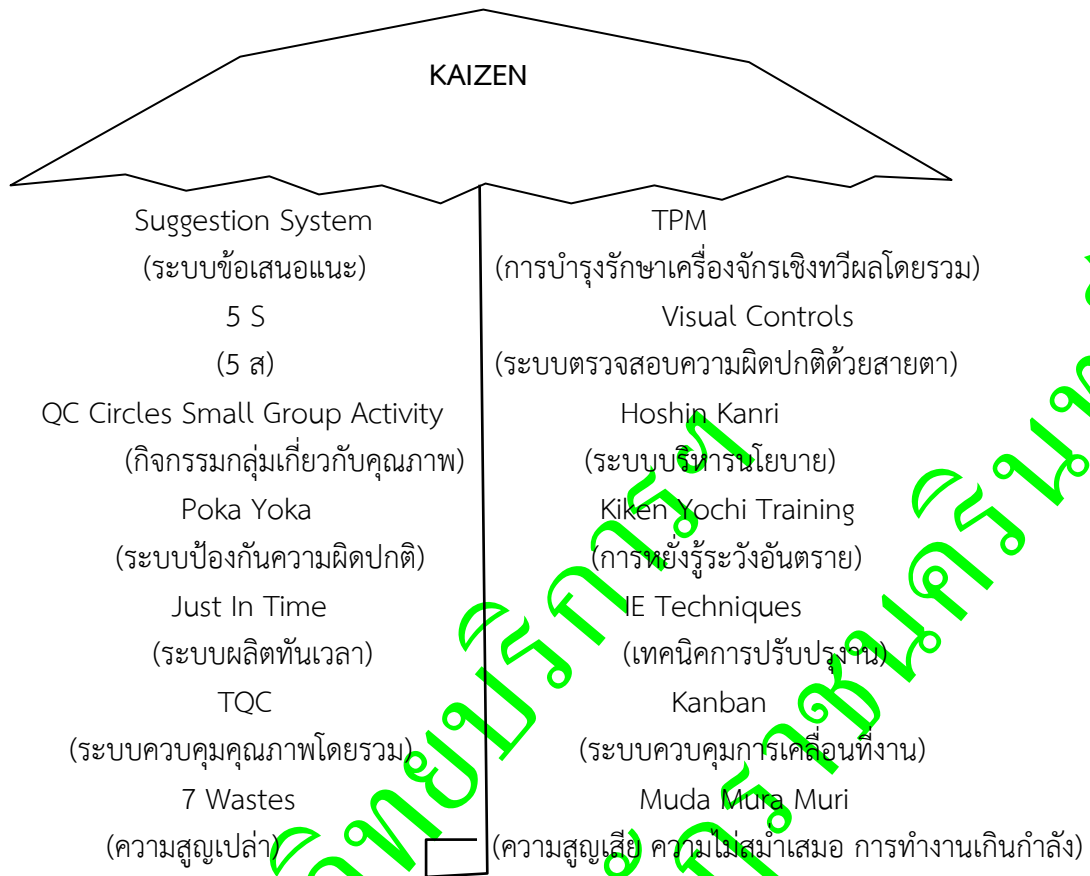 KAIZEN
Suggestion System
(ระบบข้อเสนอแนะ)
5 S
(5 ส)
QC Circles Small Group Activity
(กิจกรรมกลุ่มเกี่ยวกับคุณภาพ)
Poka Yoka
(ระบบป้องกันความผิดปกติ)
Just In Time
(ระบบผลิตทันเวลา)
TQC
(ระบบควบคุมคุณภาพโดยรวม)
7 Wastes
(ความสูญเปล่า)
TPM
(การบำรุงรักษาเครื่องจักรเชิงทวีผลโดยรวม)
Visual Controls
(ระบบตรวจสอบความผิดปกติด้วยสายตา)
Hoshin Kanri
(ระบบบริหารนโยบาย)
Kiken Yochi Training
(การหยั่งรู้ระวังอันตราย)
IE Techniques
(เทคนิคการปรับปรุงาน)
Kanban
(ระบบควบคุมการเคลื่อนที่งาน)
Muda Mura Muri
(ความสูญเสีย ความไม่สม่ำเสมอ การทำงานเกินกำลัง)